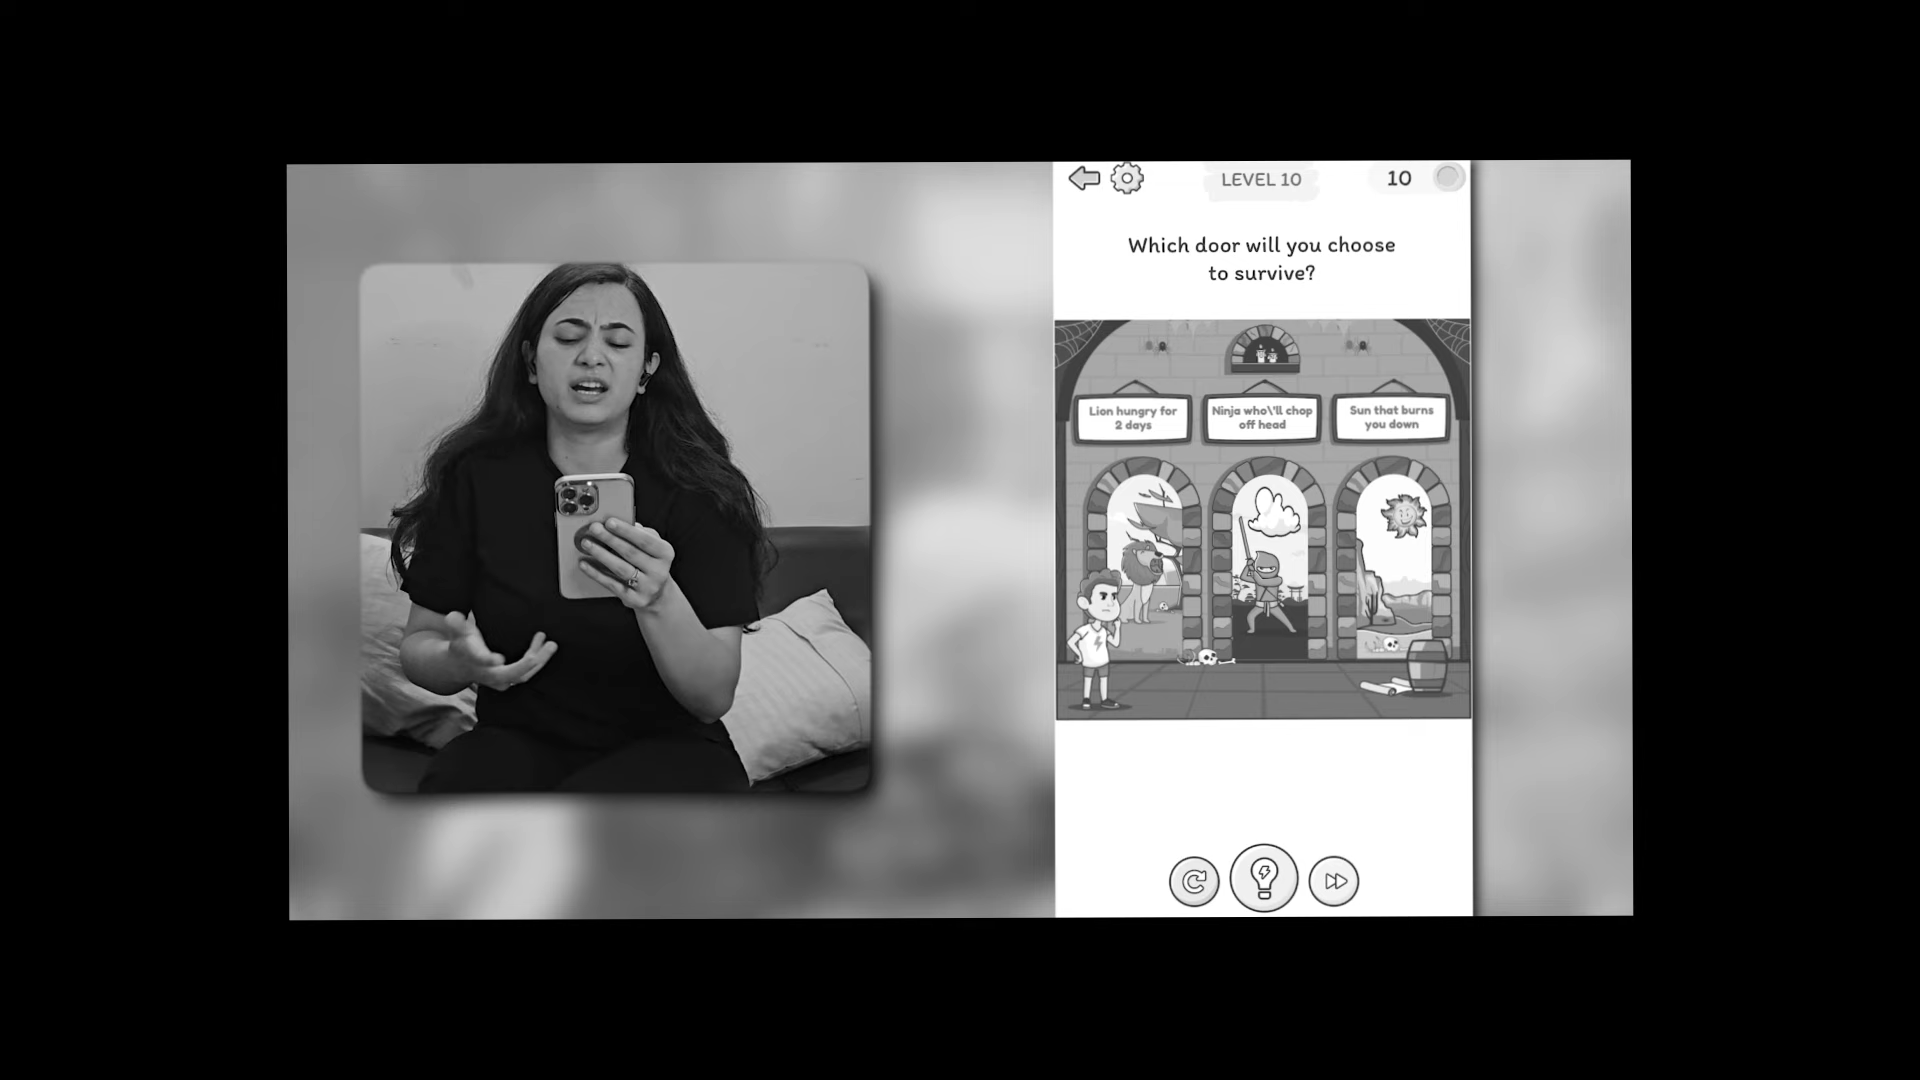 LEVEL 10
10
Which door will you choose
to survive?
Lion hungry for
2 days
Ninja who\'ll chop
off head
Sun that burns
you down